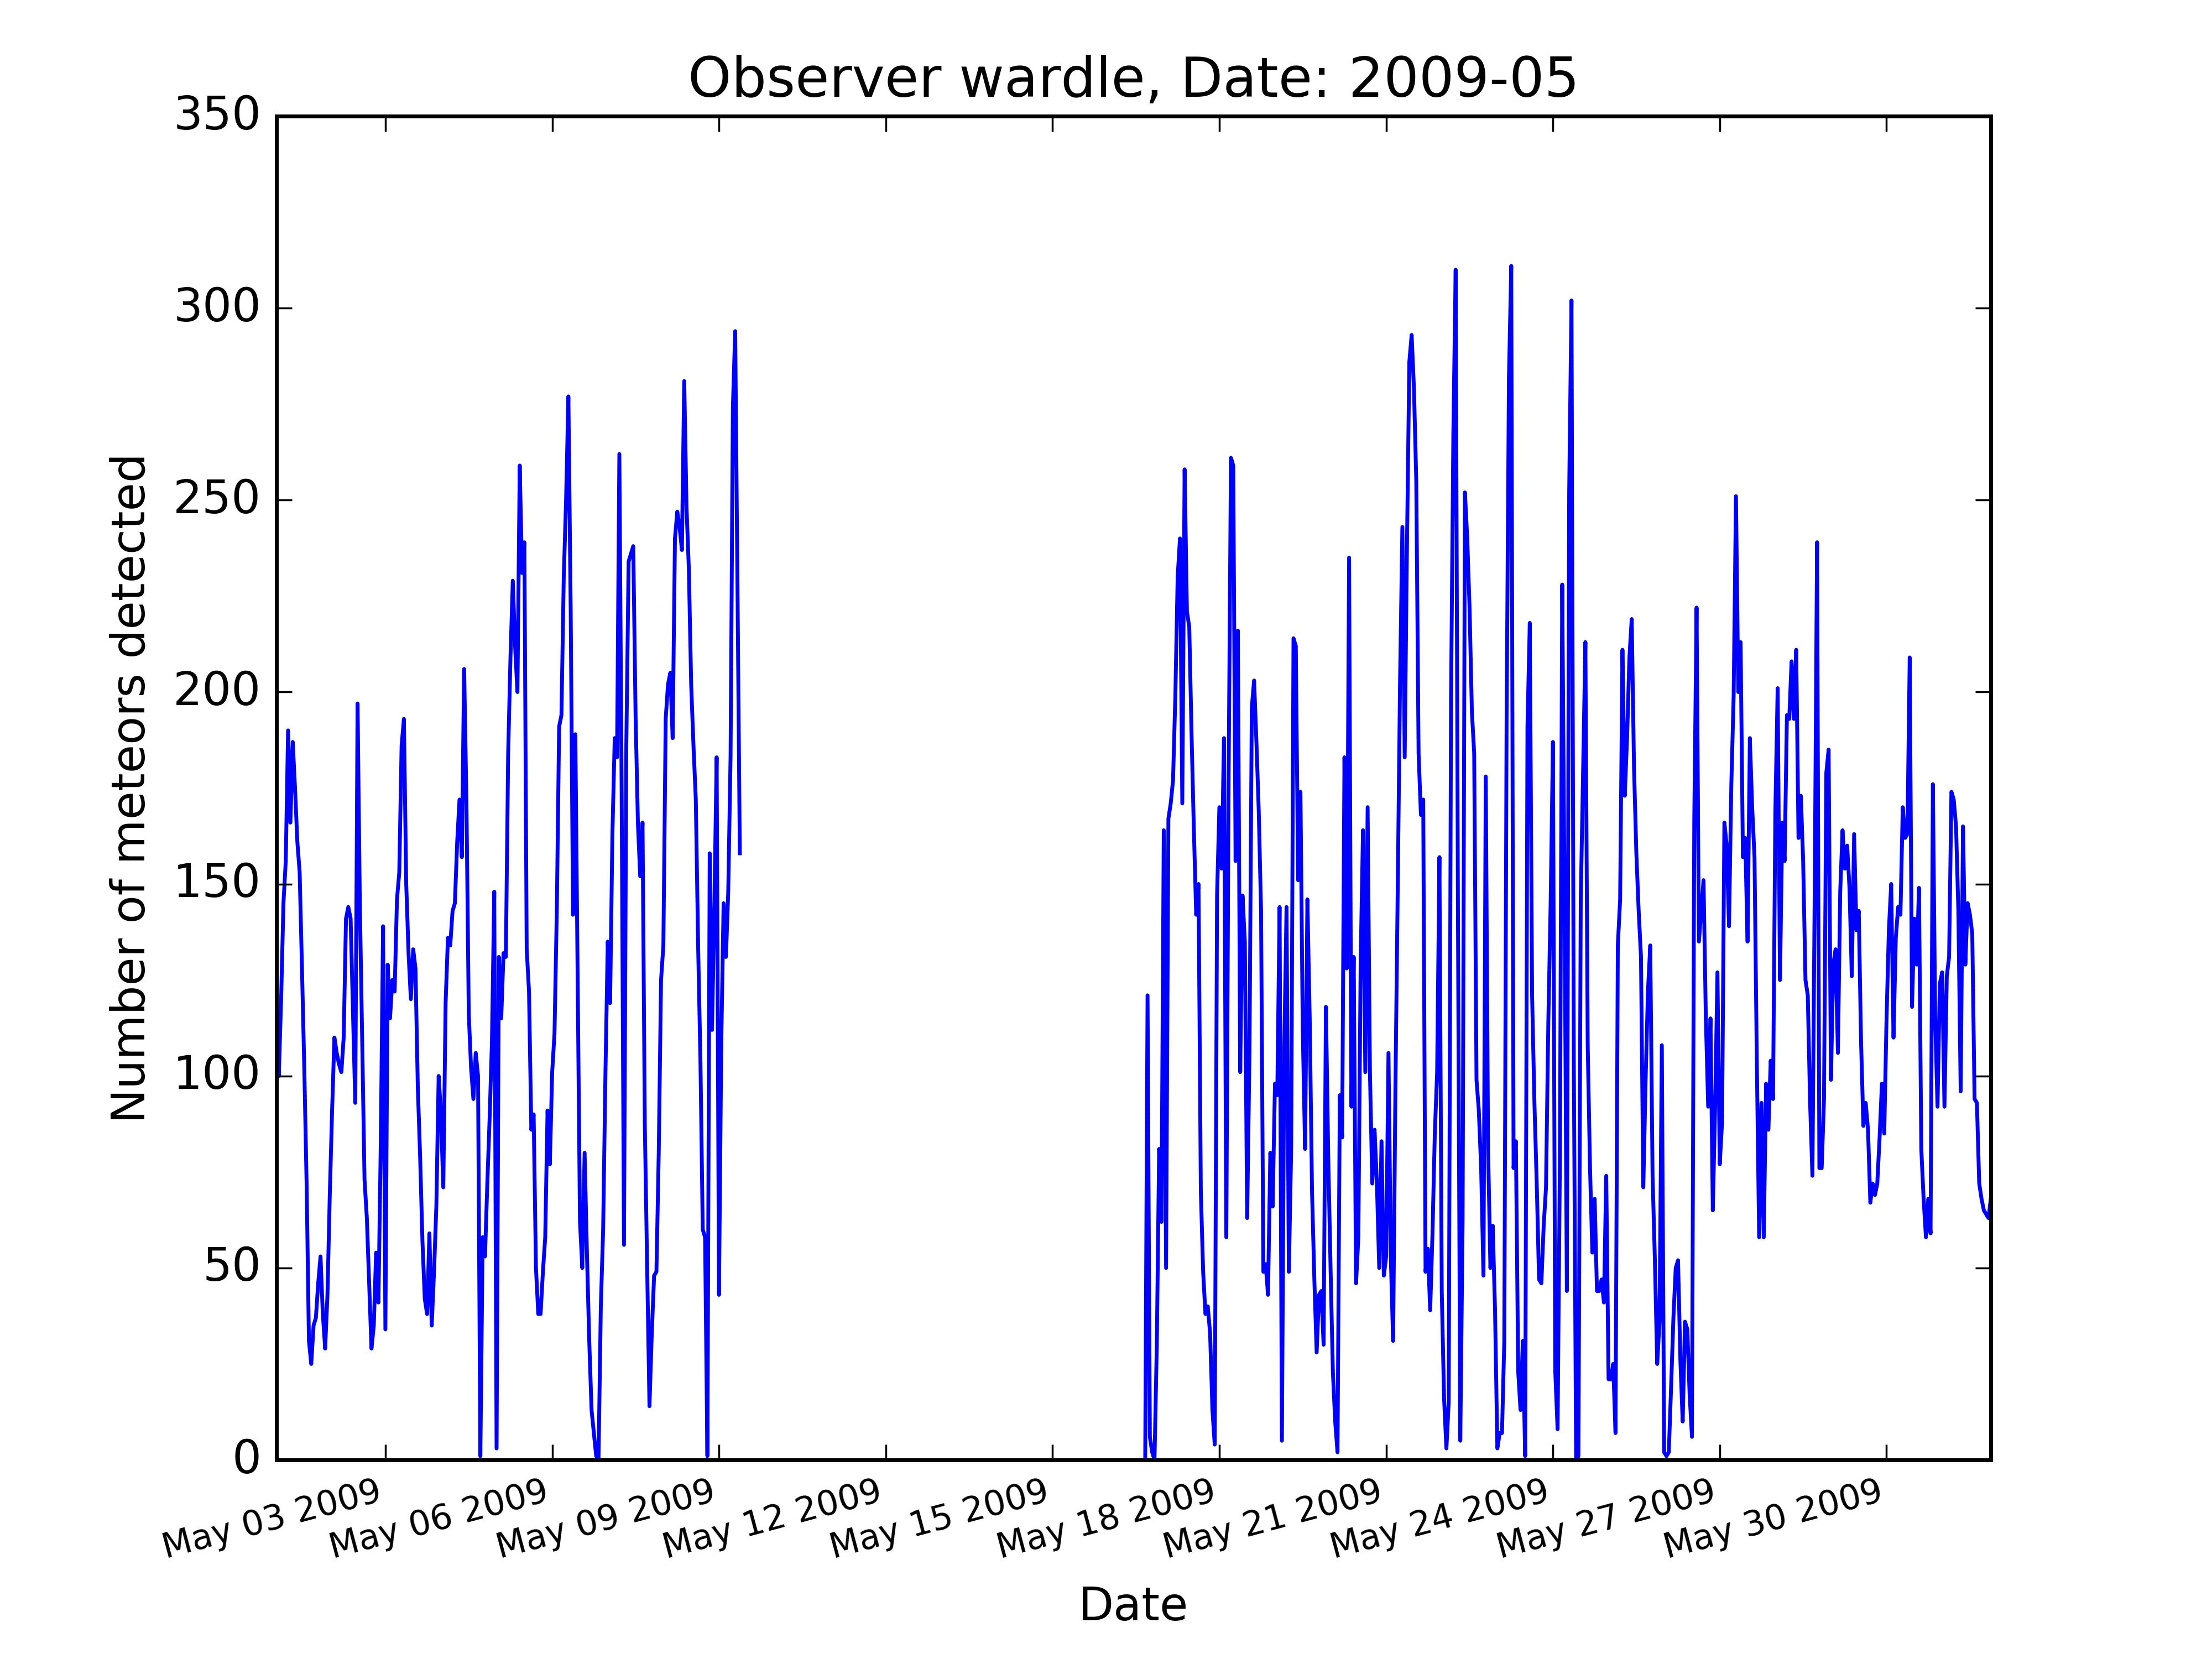 Observer wardle, Date: 2009-05
350
300
250
200
150
100
50
0
Number of meteors detected
May 03 2009
May 06 2009
May 09 2009
May 12 2009
May 15 2009
May 18 2009
May 21 2009
May 24 2009
May 27 2009
May 30 2009
Date